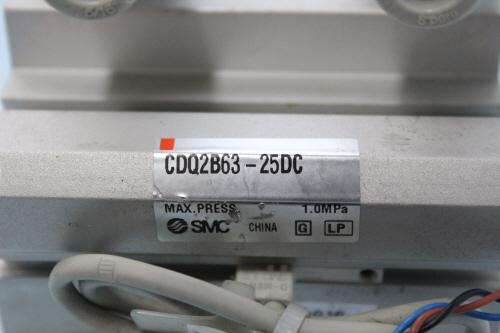 CDQ2B63-25DC
MAX.PRESS 1.0MPa
SMC CHINA G LP